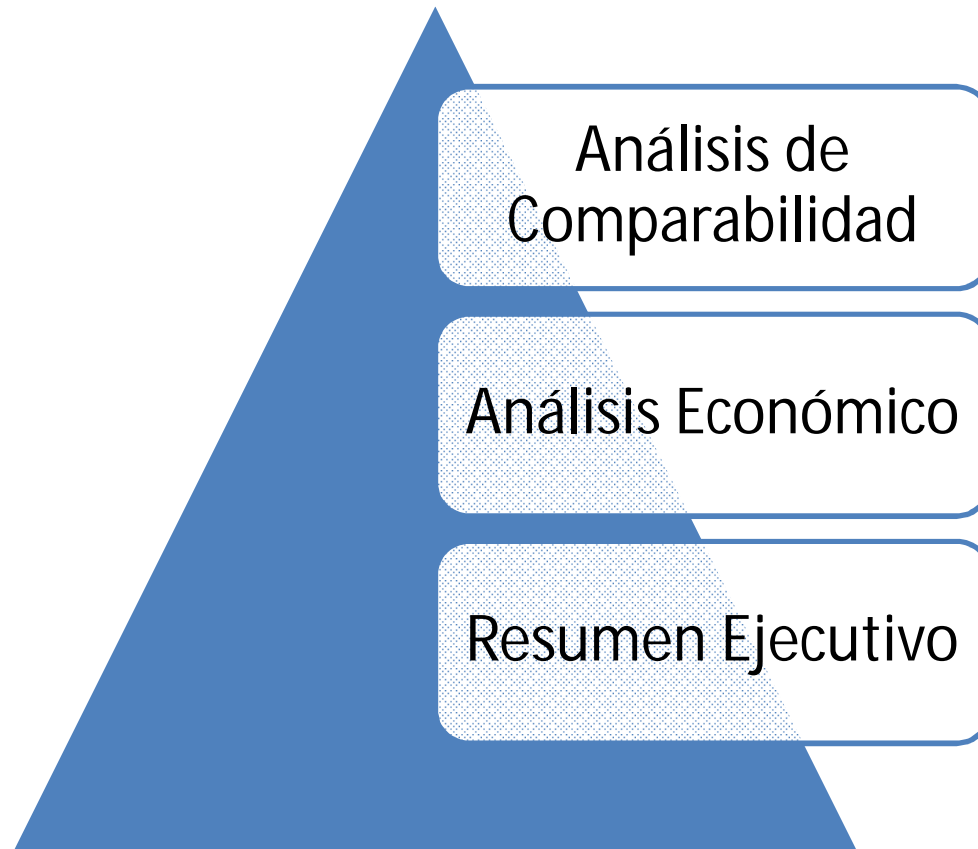 Análisis de
Comparabilidad
Análisis Económico
Resumen Ejecutivo